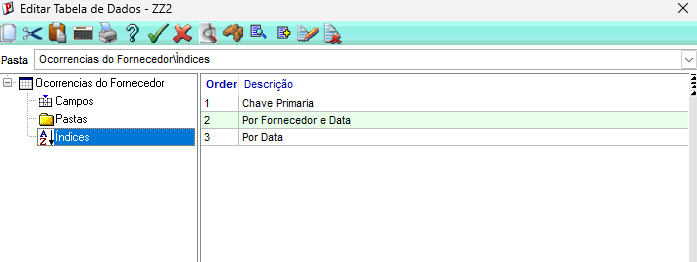 Editar Tabela de Dados - ZZ2
Pasta Ocorrencias do Fornecedor\Índices
Ocorrencias do Fornecedor
Campos
Pastas
Índices
Order Descrição
1 Chave Primaria
2 Por Fornecedor e Data
3 Por Data